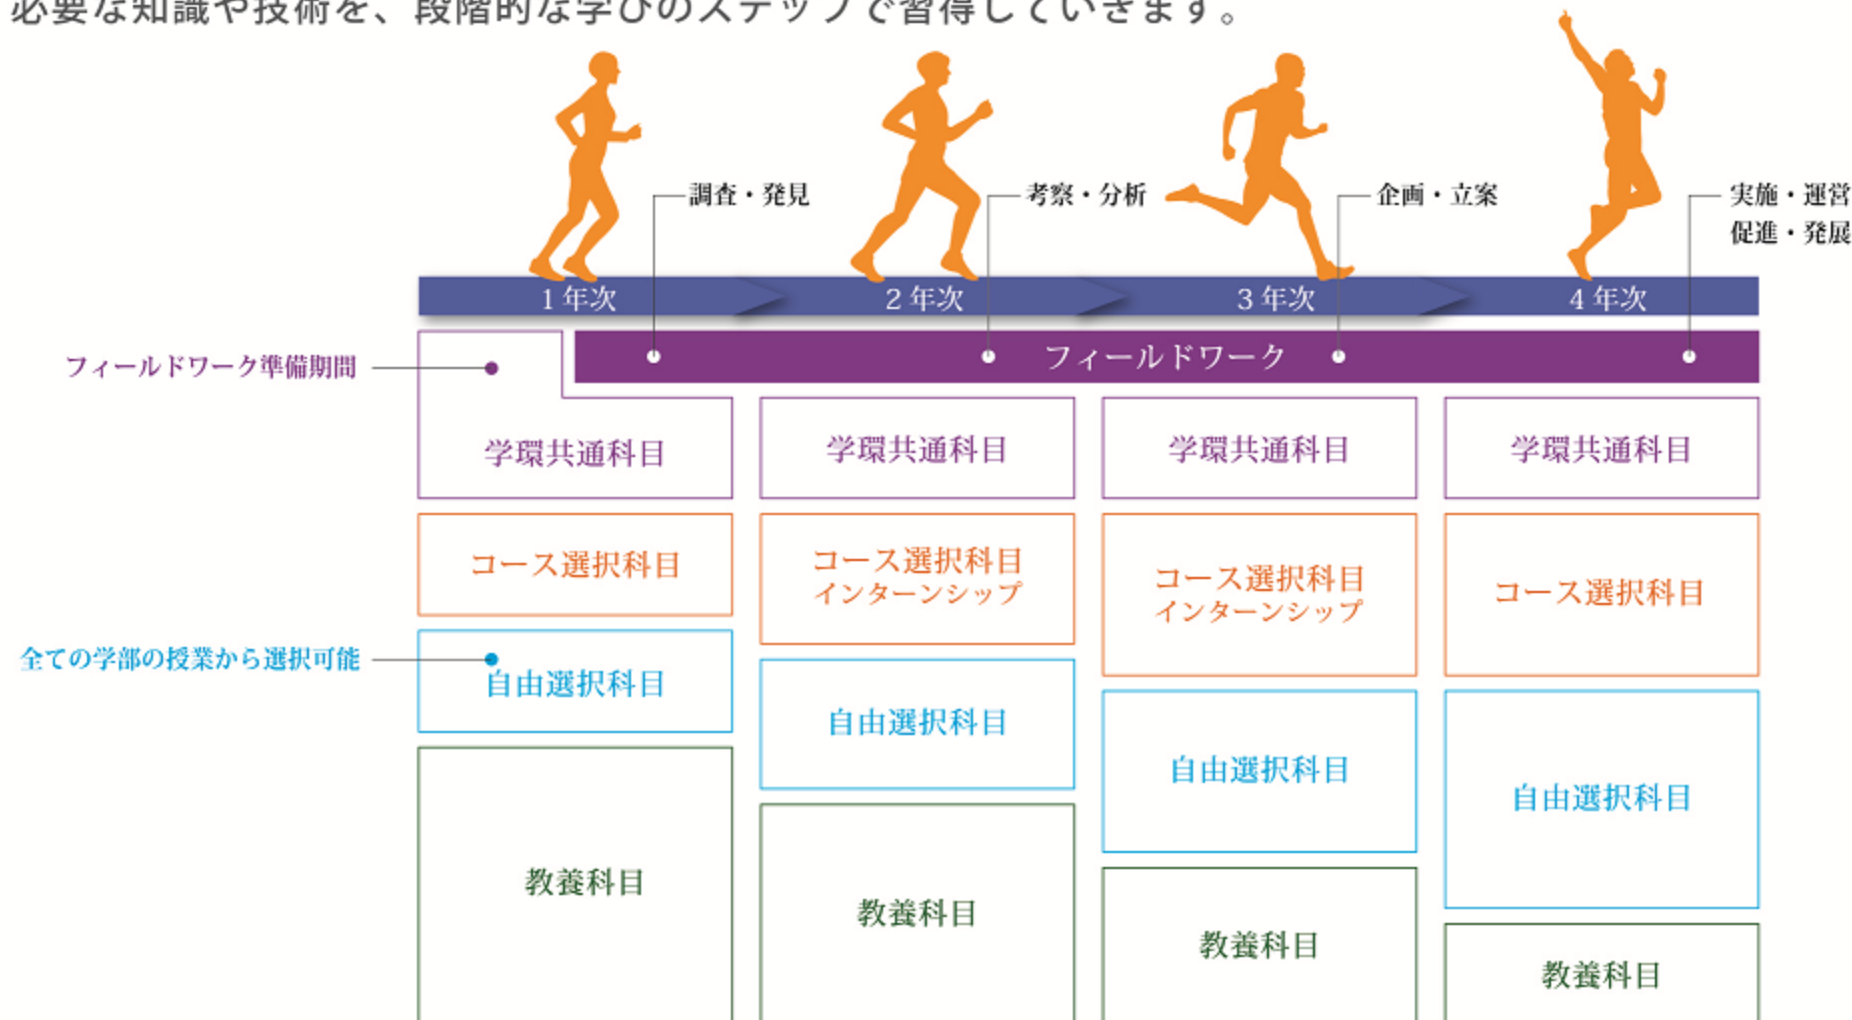 必要な知識や技術を、段階的な学びのステップで習得していきます。
調査・発見
考察・分析
企画・立案
実施・運営
促進・発展
1 年次
2 年次
3 年次
4 年次
フィールドワーク準備期間
フィールドワーク
学環共通科目
学環共通科目
学環共通科目
学環共通科目
コース選択科目
コース選択科目
インターンシップ
コース選択科目
インターンシップ
コース選択科目
全ての学部の授業から選択可能
自由選択科目
自由選択科目
自由選択科目
自由選択科目
教養科目
教養科目
教養科目
教養科目